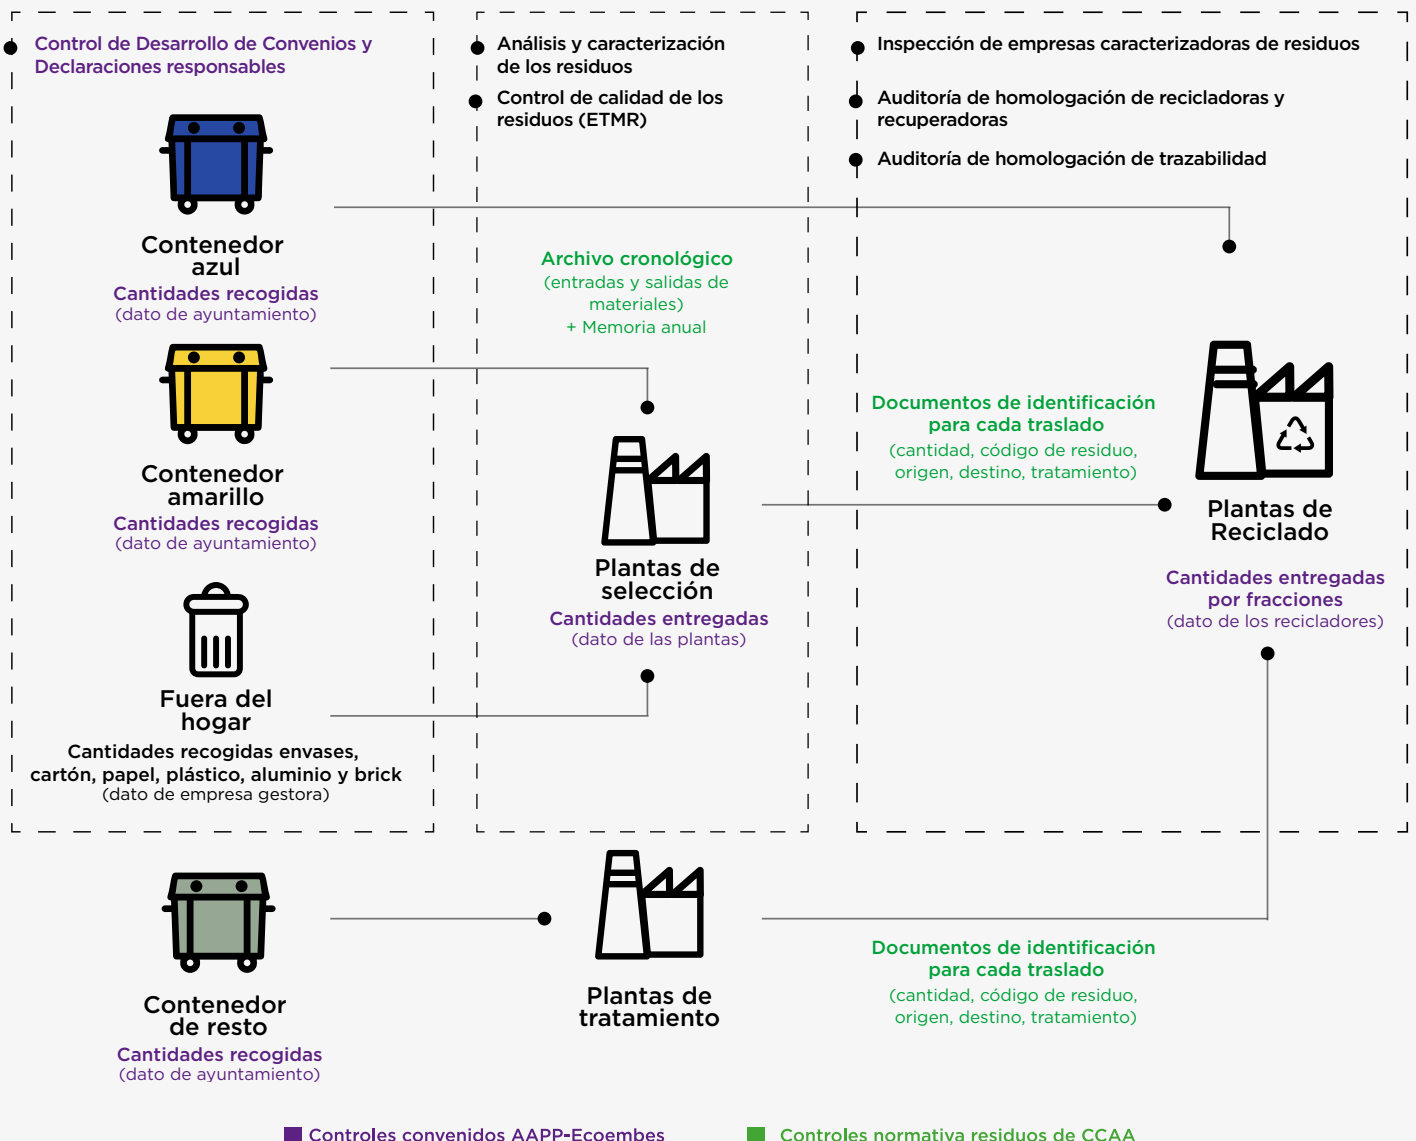 Control de Desarrollo de Convenios y
Declaraciones responsables
Análisis y caracterización
de los residuos
Control de calidad de los
residuos (ETMR)
Inspección de empresas caracterizadoras de residuos
Auditoría de homologación de recicladoras y
recuperadoras
Auditoría de homologación de trazabilidad
Contenedor
azul
Cantidades recogidas
(dato de ayuntamiento)
Archivo cronológico
(entradas y salidas de
materiales)
+ Memoria anual
Contenedor
amarillo
Cantidades recogidas
(dato de ayuntamiento)
Documentos de identificación
para cada traslado
(cantidad, código de residuo,
origen, destino, tratamiento)
Plantas de
selección
Cantidades entregadas
(dato de las plantas)
Plantas de
Reciclado
Cantidades entregadas
por fracciones
(dato de los recicladores)
Fuera del
hogar
Cantidades recogidas envases,
cartón, papel, plástico, aluminio y brick
(dato de empresa gestora)
Contenedor
de resto
Cantidades recogidas
(dato de ayuntamiento)
Plantas de
tratamiento
Documentos de identificación
para cada traslado
(cantidad, código de residuo,
origen, destino, tratamiento)
Controles convenidos AAPP-Ecoembes
Controles normativa residuos de CCAA